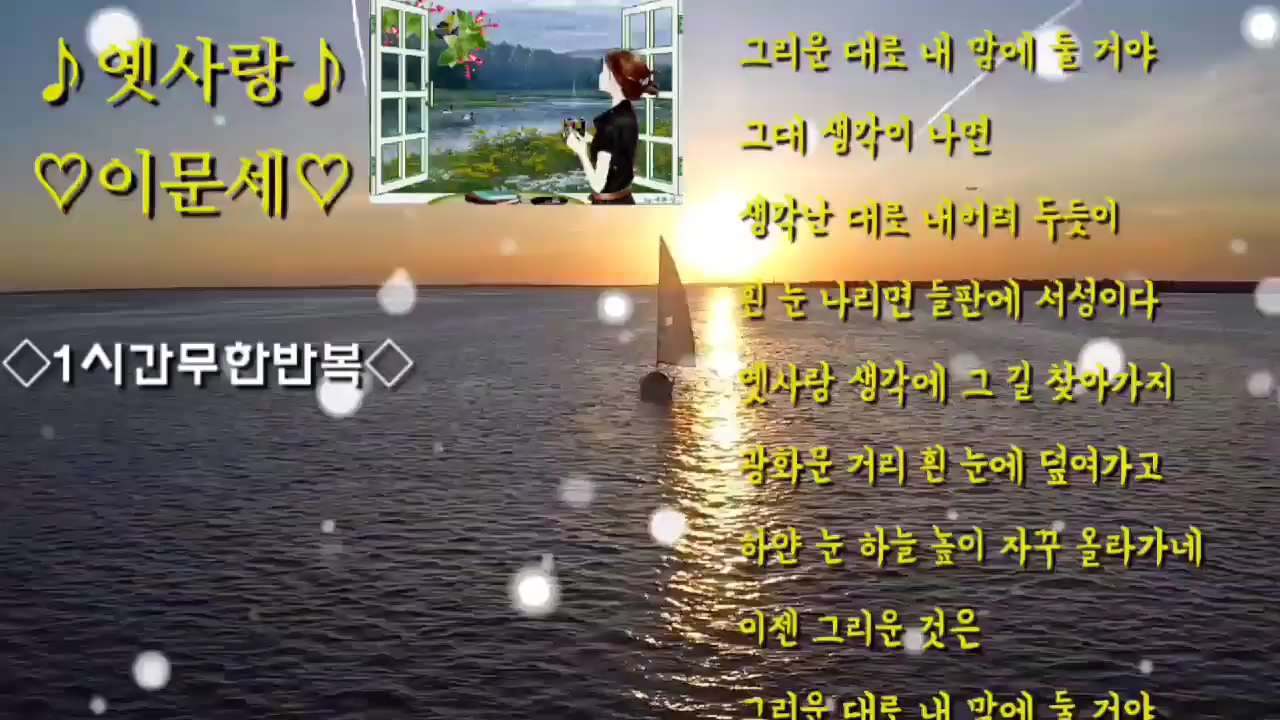 ♪옛사랑♪
♡이문세♡
◇1시간무한반복◇
그리운 대로 내 맘에 둘 거야
그대 생각이 나면
생각난 대로 내버려 두듯이
흰 눈 나리면 들판에 서성이다
옛사랑 생각에 그 길 찾아가지
광화문 거리 흰 눈에 덮여가고
하얀 눈 하늘 높이 자꾸 올라가네
이젠 그리운 것은
그리운 대로 내 맘에 둘 거야